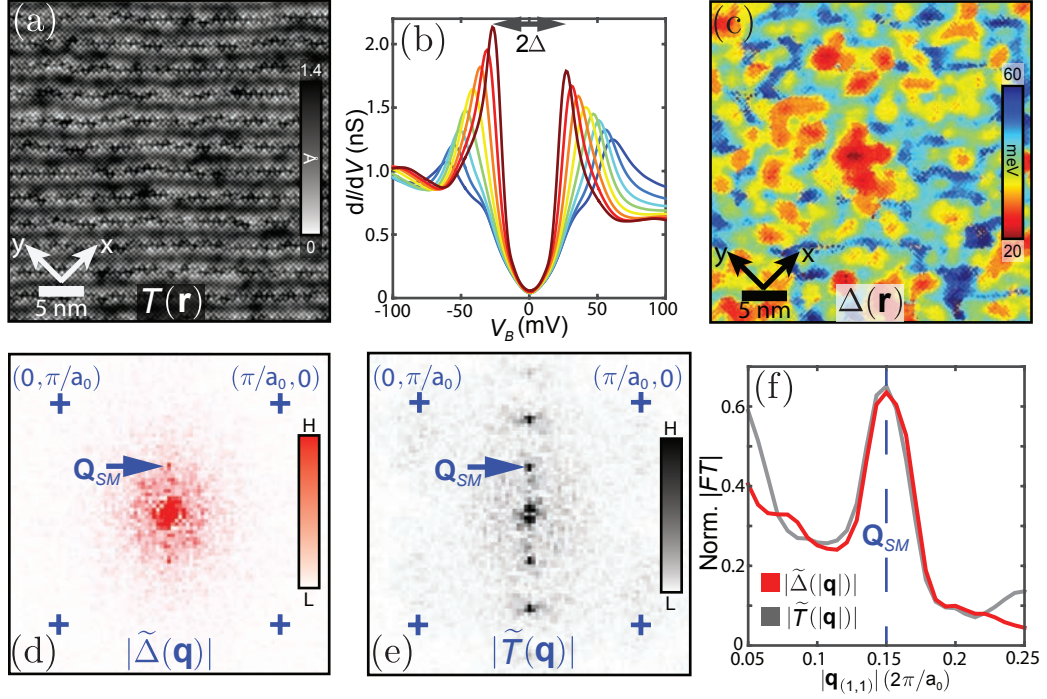 (a)
1.4
Å
0
y x
5 nm
T(r)
(b)
2Δ
2.0
1.5
1.0
0.5
0
dI/dV (nS)
-100 -50 0 50 100
V_B (mV)
(c)
60
meV
20
y x
5 nm
Δ(r)
(0,π/a₀) (π/a₀,0)
H
Q_SM
L
(d) |Δ̃(q)|
(0,π/a₀) (π/a₀,0)
H
Q_SM
L
(e) |T̃(q)|
(f)
0.6
0.4
0.2
0
Norm. |FT|
Q_SM
|Δ̃(|q|)|
|T̃(|q|)|
0.05 0.10 0.15 0.20 0.25
|q₍₁,₁₎| (2π/a₀)